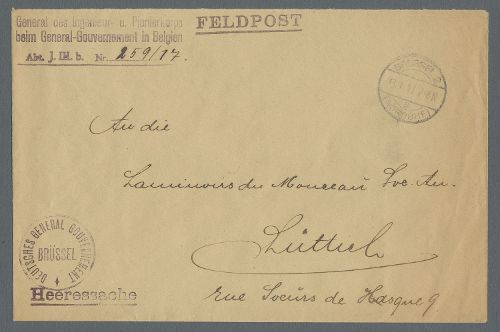 General des Ingenieur- u. Pionierkorps
beim General-Gouvernement in Belgien
Abt. J. III. b. Nr. 259/17.
FELDPOST
BRÜSSEL
An die
Laminoirs du Monceau Soc. An.
Lüttich
rue Soeurs de Hasque 9
DEUTSCHES GENERAL GOUVERNEMENT
BRÜSSEL
Heeressache